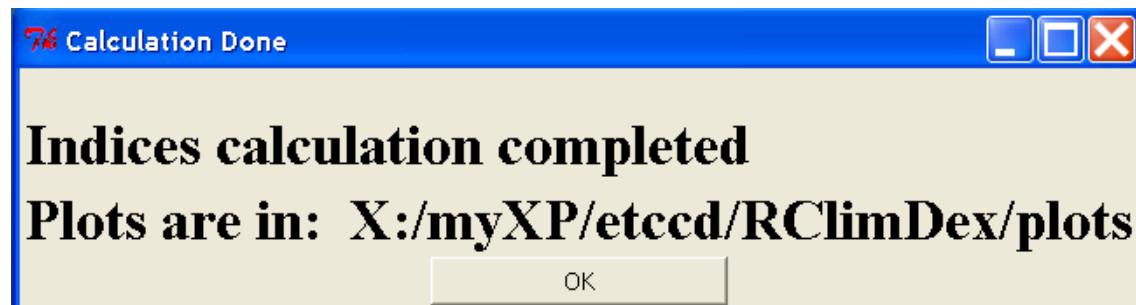 Calculation Done
Indices calculation completed
Plots are in:  X:/myXP/etccd/RClimDex/plots
OK